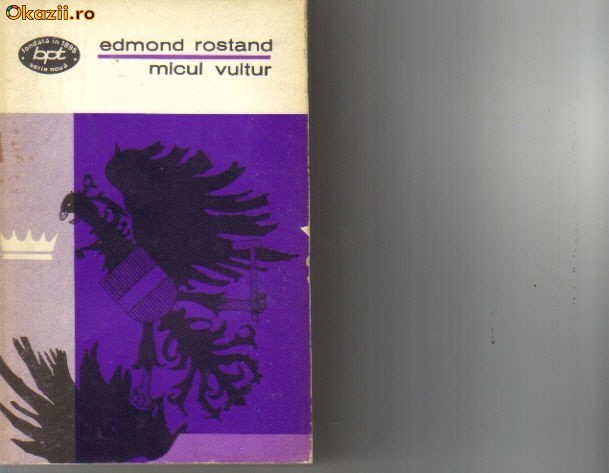 Okazii.ro
fondată în 1895
bpt
serie nouă
edmond rostand
micul vultur